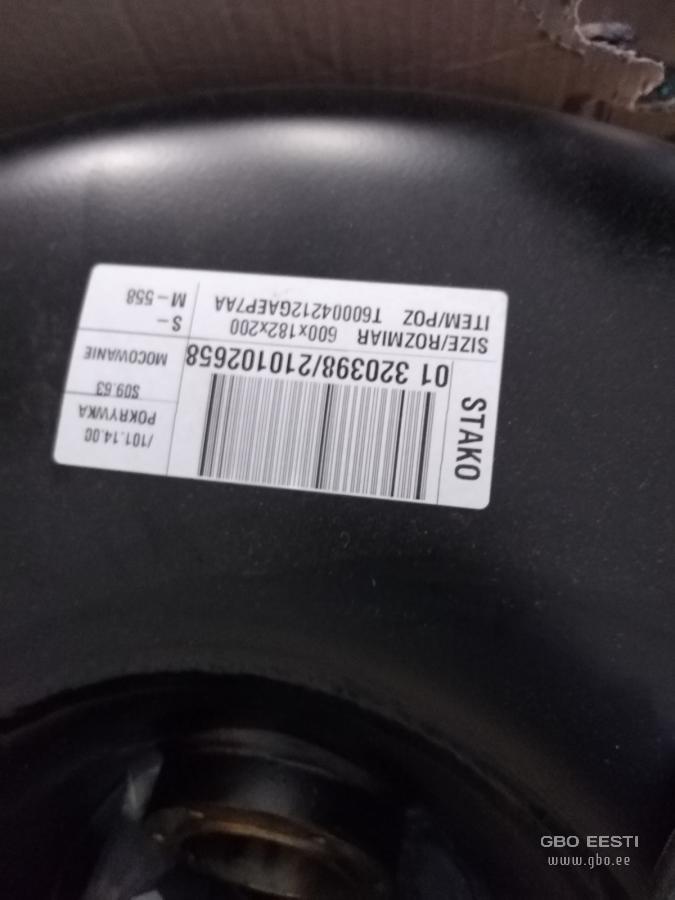 STAKO
01 320398/210102658
SIZE/ROZMIAR 600x182x200
ITEM/POZ T60004212GAEP7AA
/101.14.00
POKRYWKA
S09.63
MOCOWANIE
S –
M – 558
GBO EESTI
www.gbo.ee